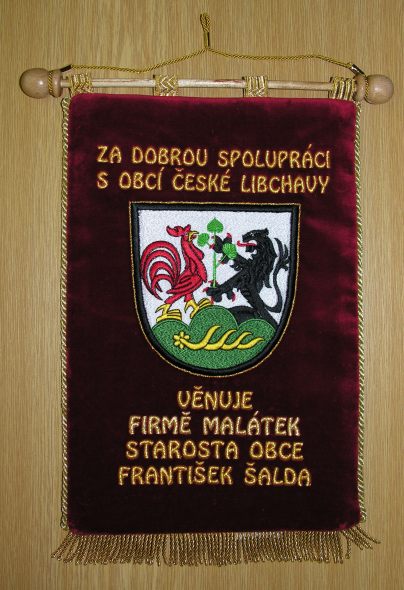 ZA DOBROU SPOLUPRÁCI
S OBCÍ ČESKÉ LIBCHAVY
VĚNUJE
FIRMĚ MALÁTEK
STAROSTA OBCE
FRANTIŠEK ŠALDA